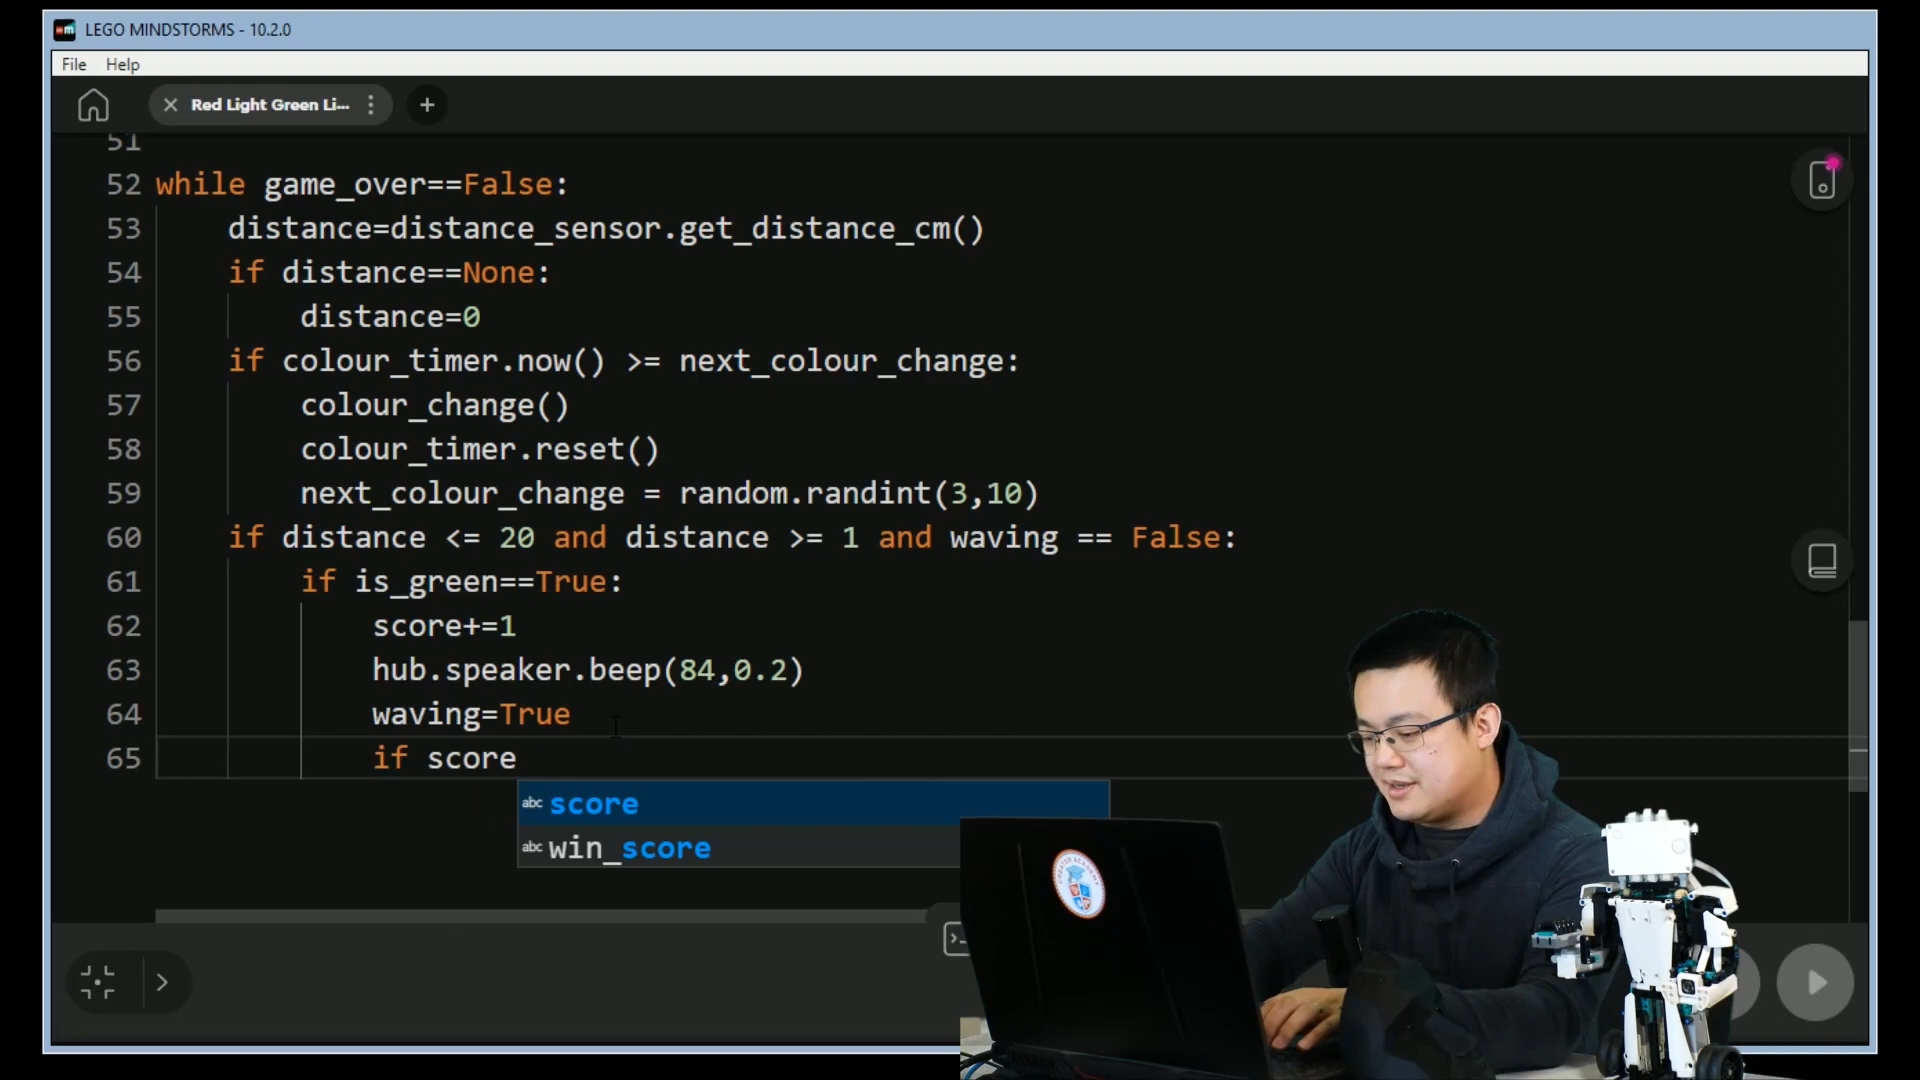 LEGO MINDSTORMS - 10.2.0
File Help
Red Light Green Li...
51
52 while game_over==False:
53 distance=distance_sensor.get_distance_cm()
54 if distance==None:
55 distance=0
56 if colour_timer.now() >= next_colour_change:
57 colour_change()
58 colour_timer.reset()
59 next_colour_change = random.randint(3,10)
60 if distance <= 20 and distance >= 1 and waving == False:
61 if is_green==True:
62 score+=1
63 hub.speaker.beep(84,0.2)
64 waving=True
65 if score
abc score
abc win_score